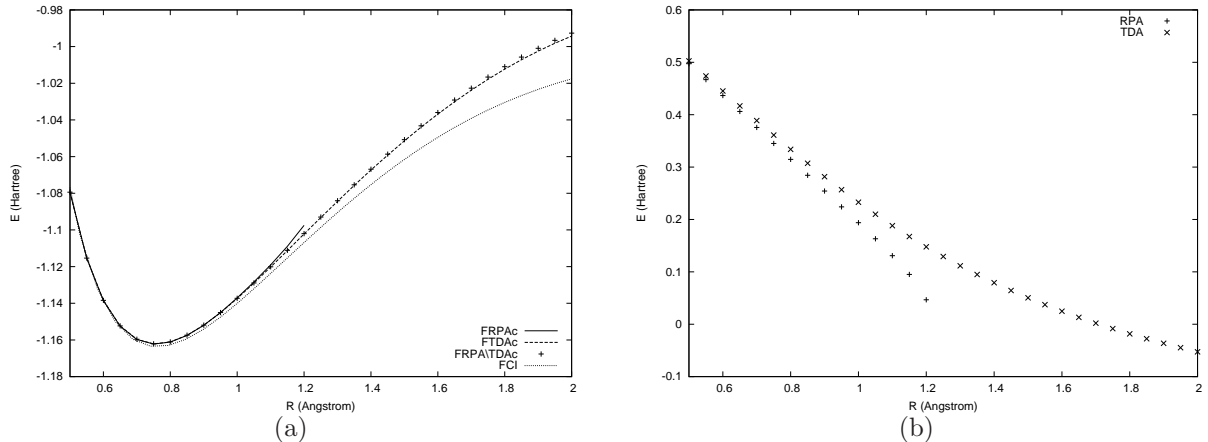 -0.98
-1
-1.02
-1.04
-1.06
-1.08
-1.1
-1.12
-1.14
-1.16
-1.18
E (Hartree)
0.6 0.8 1 1.2 1.4 1.6 1.8 2
R (Angstrom)
FRPAc
FTDAc
FRPA\TDAc
FCI
(a)
0.6
0.5
0.4
0.3
0.2
0.1
0
-0.1
E (Hartree)
0.6 0.8 1 1.2 1.4 1.6 1.8 2
R (Angstrom)
RPA
TDA
(b)